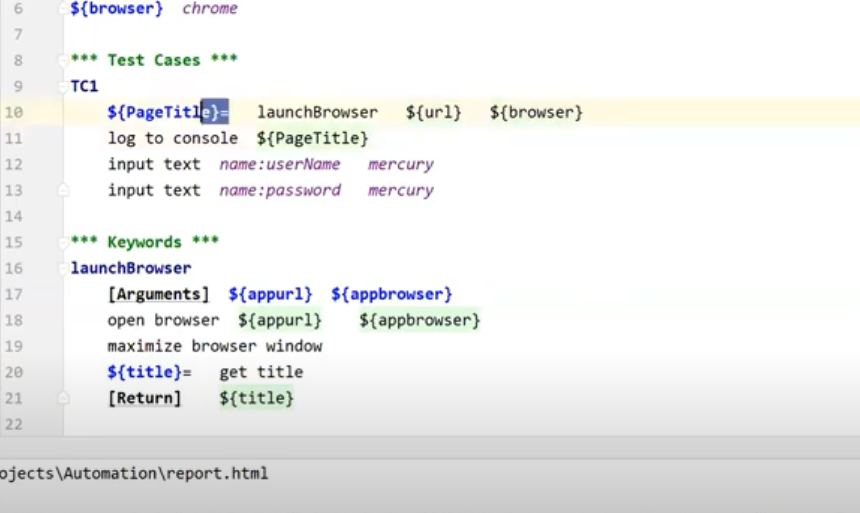 6 ${browser} chrome
7
8 *** Test Cases ***
9 TC1
10 ${PageTitle}= launchBrowser ${url} ${browser}
11 log to console ${PageTitle}
12 input text name:userName mercury
13 input text name:password mercury
14
15 *** Keywords ***
16 launchBrowser
17 [Arguments] ${appurl} ${appbrowser}
18 open browser ${appurl} ${appbrowser}
19 maximize browser window
20 ${title}= get title
21 [Return] ${title}
22
ojects\Automation\report.html